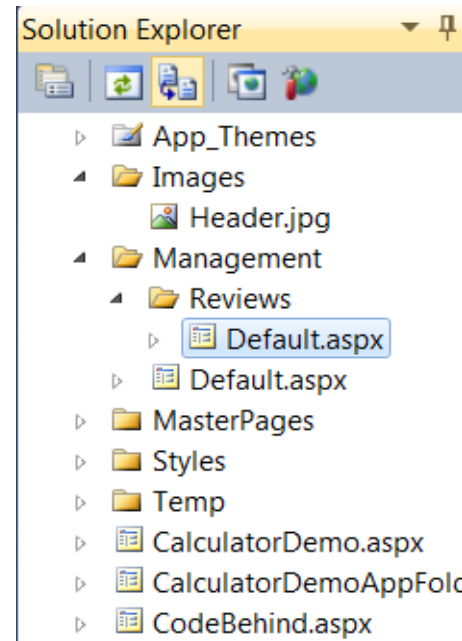 Solution Explorer
App_Themes
Images
Header.jpg
Management
Reviews
Default.aspx
Default.aspx
MasterPages
Styles
Temp
CalculatorDemo.aspx
CalculatorDemoAppFold
CodeBehind.aspx